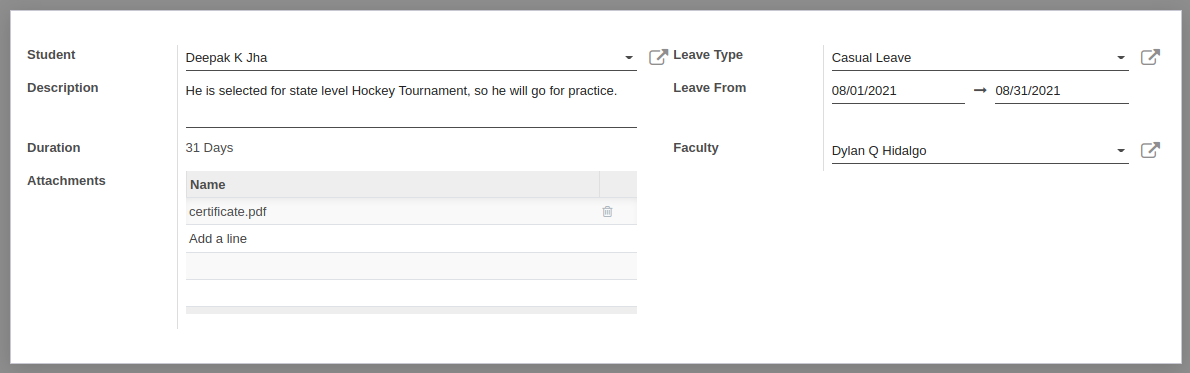 Student Deepak K Jha Leave Type Casual Leave
Description He is selected for state level Hockey Tournament, so he will go for practice. Leave From 08/01/2021 → 08/31/2021
Duration 31 Days Faculty Dylan Q Hidalgo
Attachments Name
certificate.pdf
Add a line